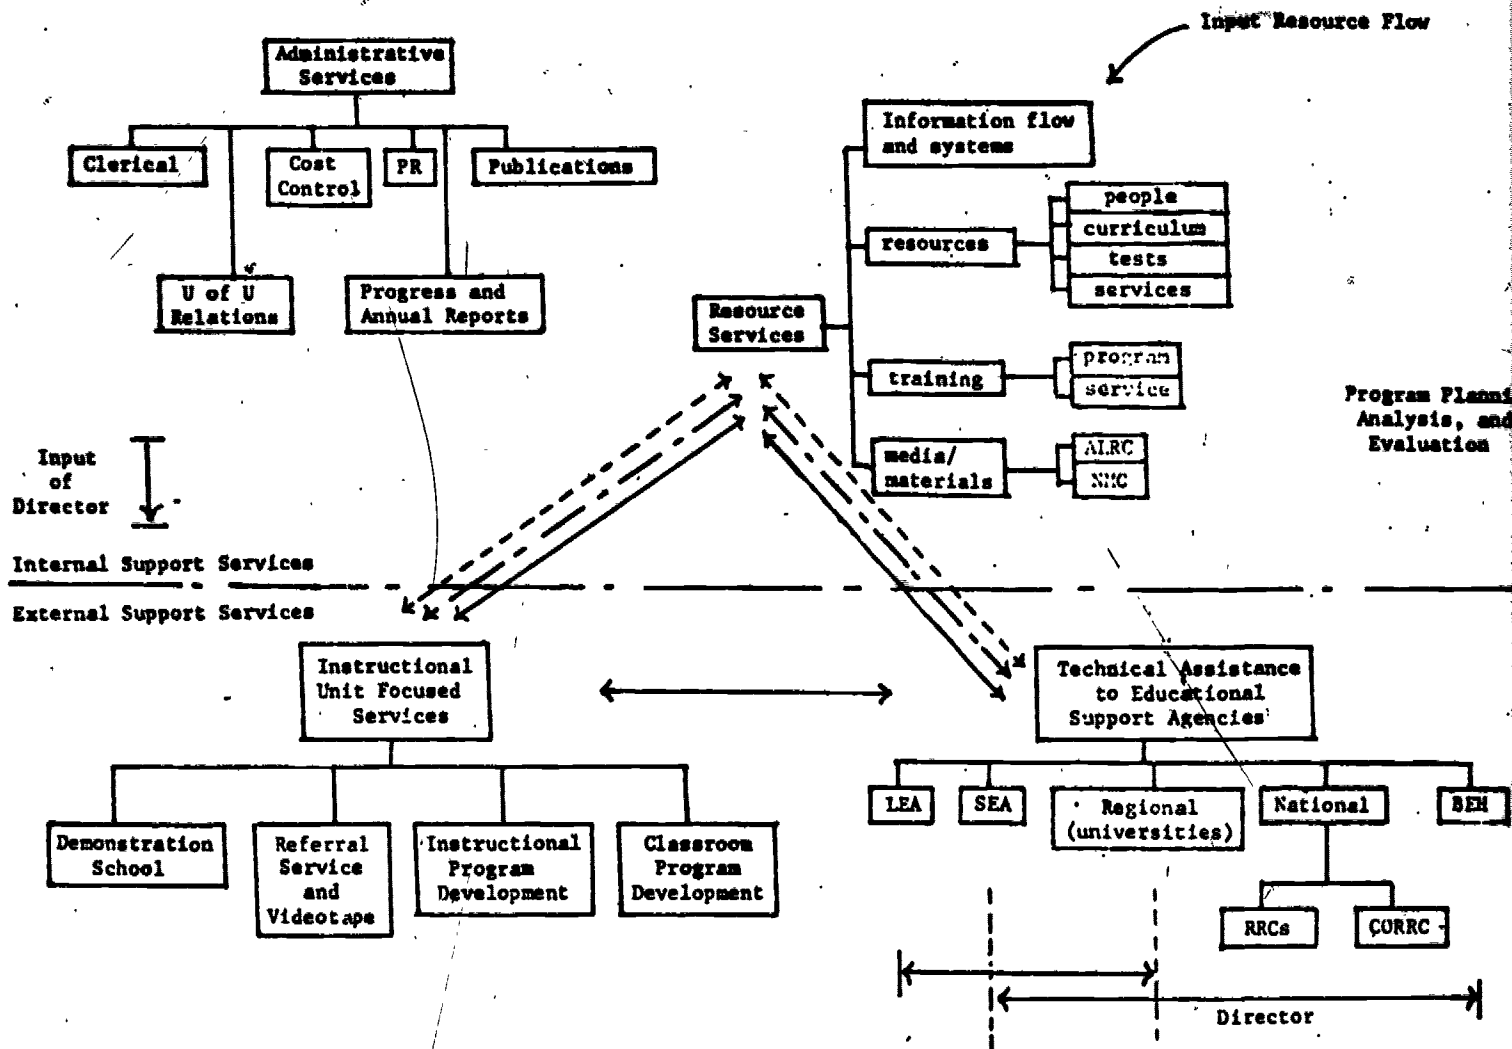 Input Resource Flow
Administrative
Services
Clerical
Cost
Control
PR
Publications
U of U
Relations
Progress and
Annual Reports
Information flow
and systems
resources
people
curriculum
tests
services
Resource
Services
training
program
service
media/
materials
ALRC
NMC
Program Planni
Analysis, and
Evaluation
Input
of
Director
Internal Support Services
External Support Services
Instructional
Unit Focused
Services
Technical Assistance
to Educational
Support Agencies
Demonstration
School
Referral
Service
and
Videotape
Instructional
Program
Development
Classroom
Program
Development
LEA
SEA
Regional
(universities)
National
BEH
RRCs
CORRC
Director